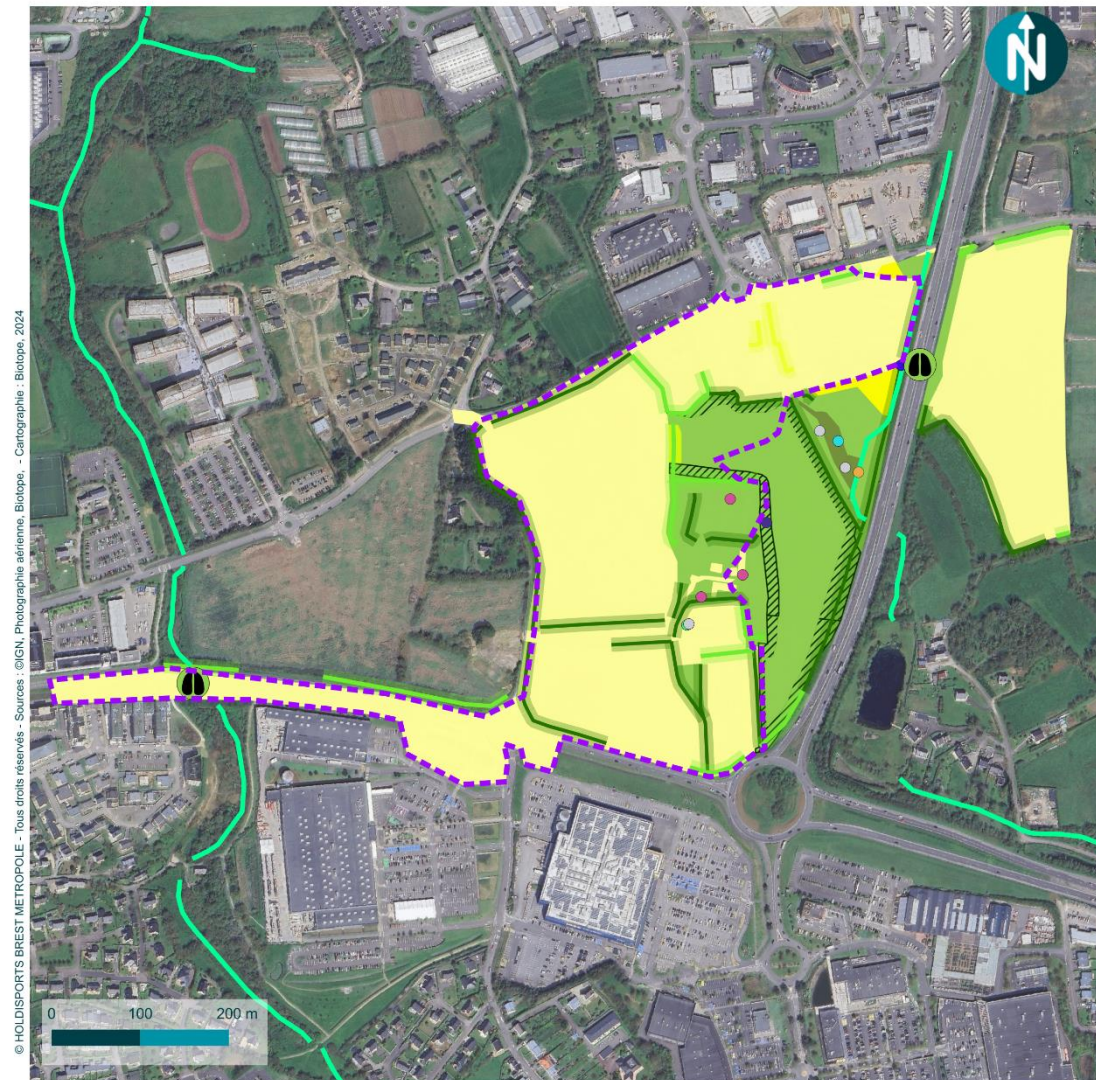 N
© HOLDISPORTS BREST METROPOLE - Tous droits réservés - Sources : ©IGN, Photographie aérienne, Biotope, - Cartographie : Biotope, 2024
0 100 200 m